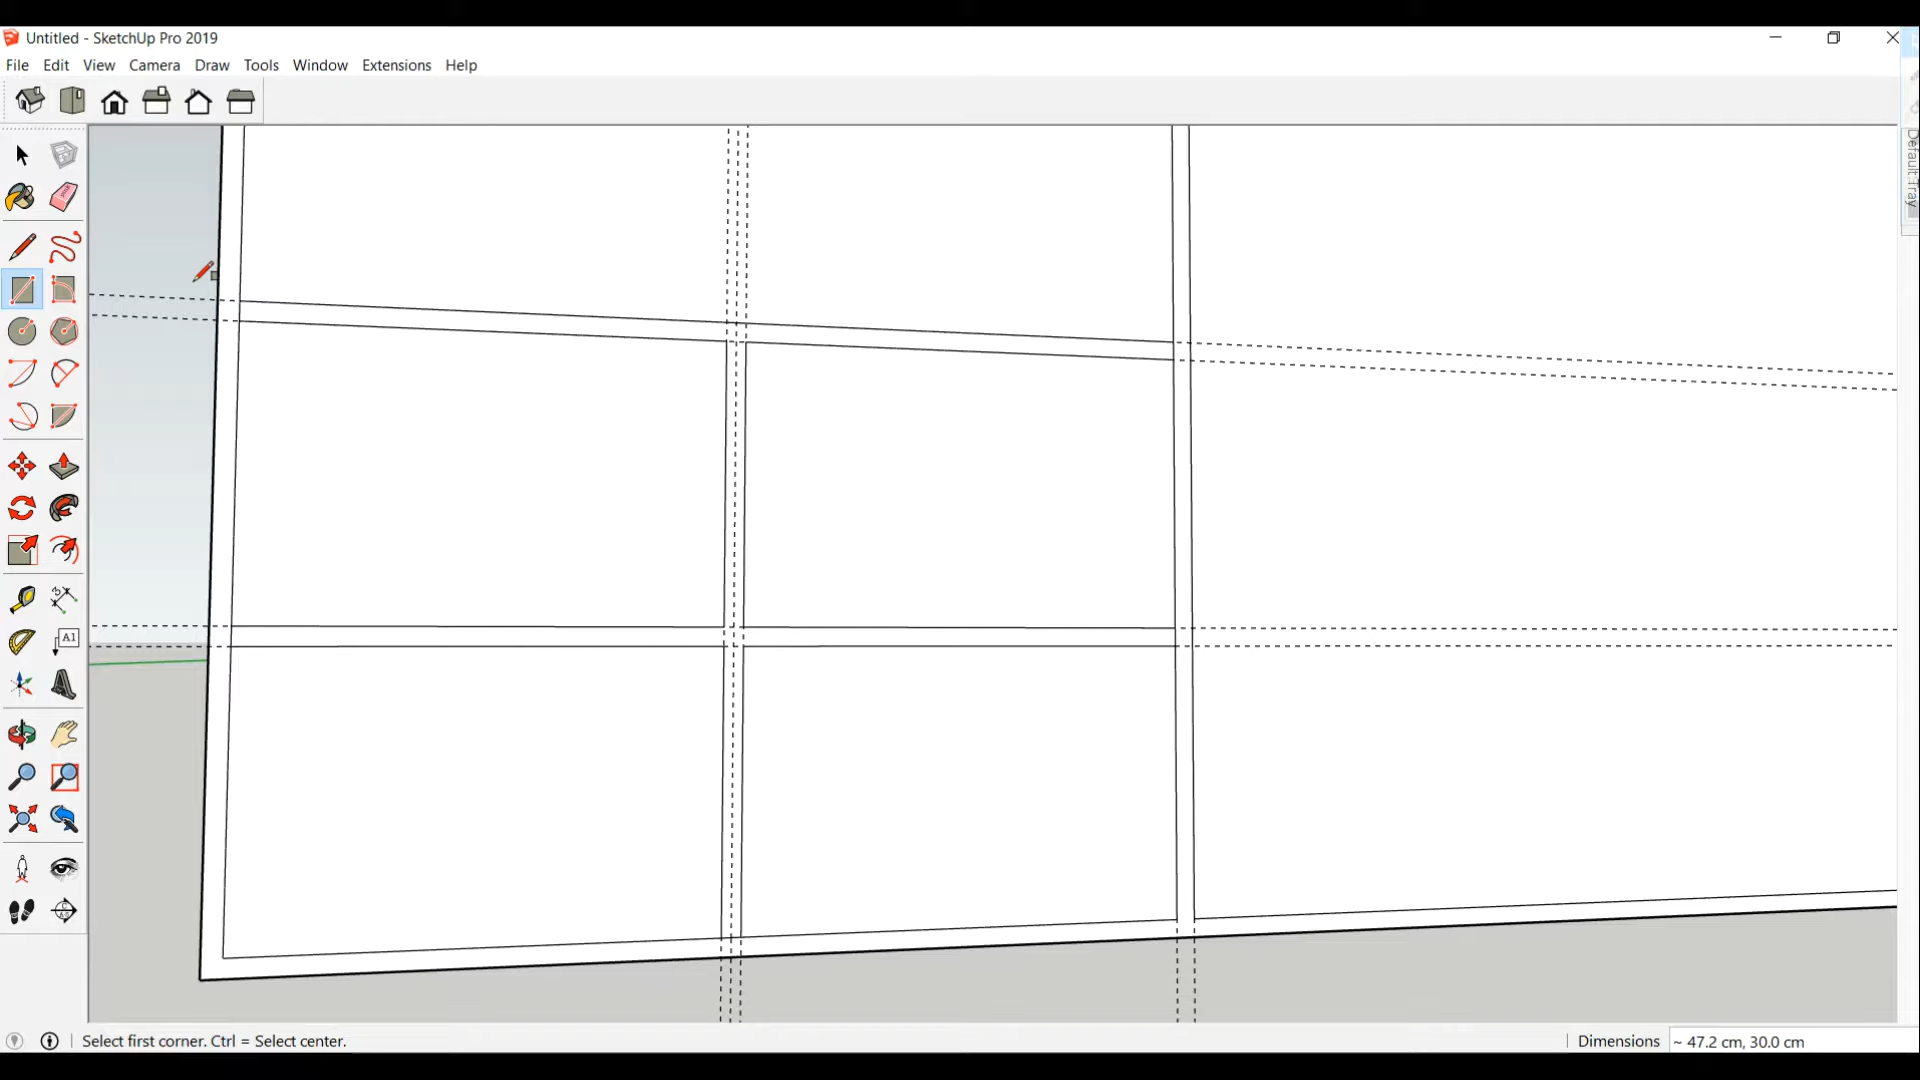 Untitled - SketchUp Pro 2019
File Edit View Camera Draw Tools Window Extensions Help
Default Tray
A1
Select first corner. Ctrl = Select center.
Dimensions ~ 47.2 cm, 30.0 cm